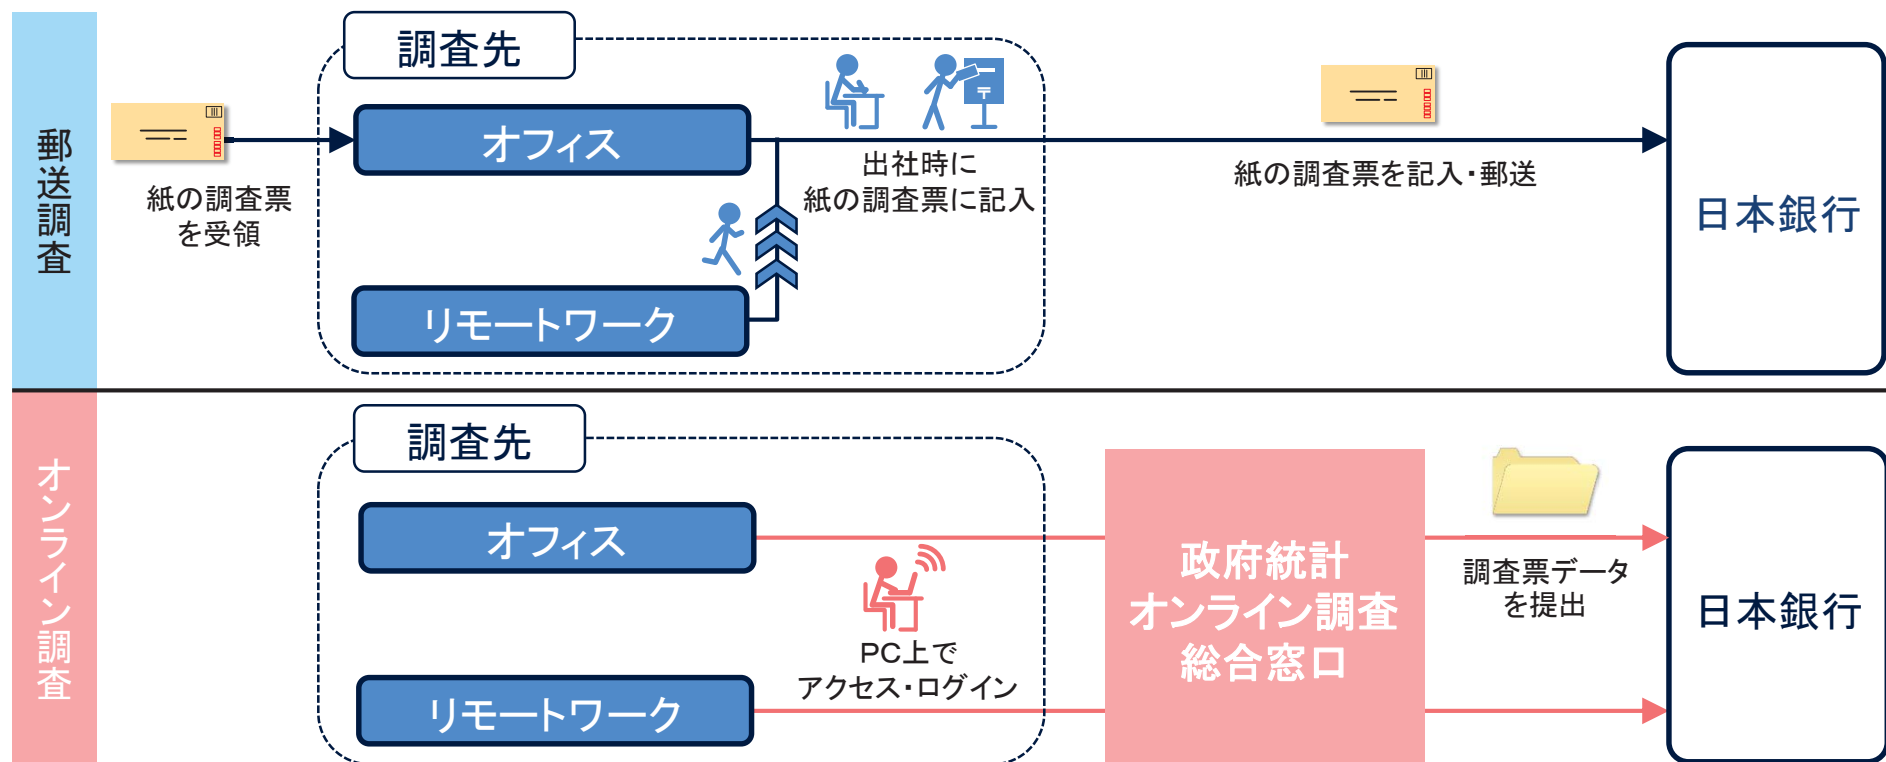 郵送調査
調査先
オフィス
リモートワーク
紙の調査票
を受領
出社時に
紙の調査票に記入
紙の調査票を記入・郵送
日本銀行
オンライン調査
調査先
オフィス
リモートワーク
PC上で
アクセス・ログイン
政府統計
オンライン調査
総合窓口
調査票データ
を提出
日本銀行